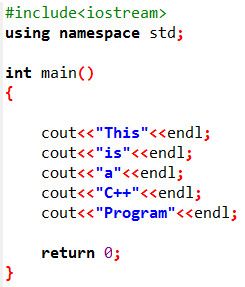 #include<iostream>
using namespace std;

int main()
{

    cout<<"This"<<endl;
    cout<<"is"<<endl;
    cout<<"a"<<endl;
    cout<<"C++"<<endl;
    cout<<"Program"<<endl;

    return 0;
}